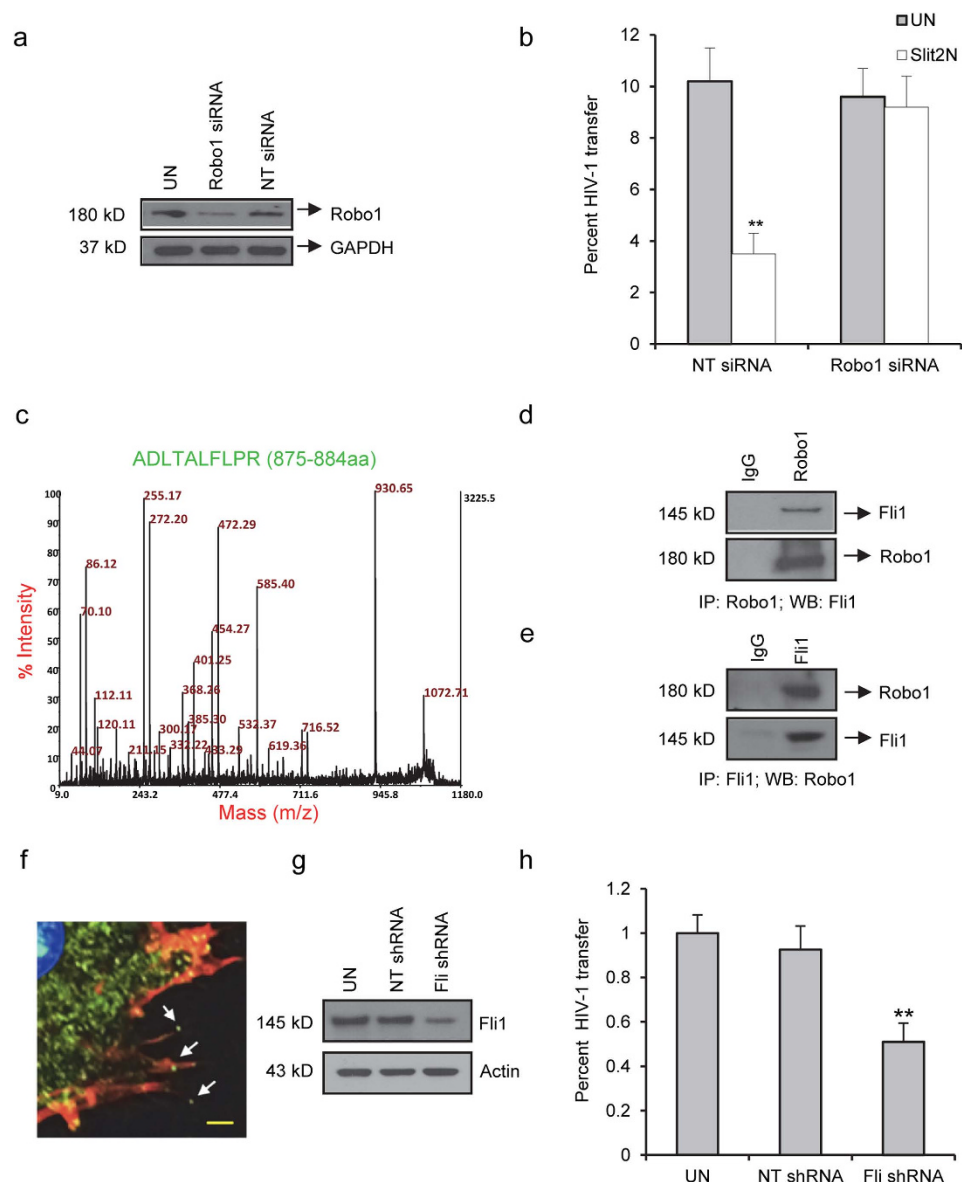 a
UN
Robo1 siRNA
NT siRNA
180 kD
Robo1
37 kD
GAPDH
b
UN
Slit2N
Percent HIV-1 transfer
12
10
8
6
4
2
0
**
NT siRNA
Robo1 siRNA
c
ADLTALFLPR (875-884aa)
% Intensity
100
90
80
70
60
50
40
30
20
10
0
255.17
930.65
3225.5
272.20
472.29
86.12
585.40
70.10
454.27
401.25
112.11
368.26
1072.71
385.30
120.11
300.17
532.37
716.52
332.22
619.36
44.07
211.15
433.29
9.0
243.2
477.4
711.6
945.8
1180.0
Mass (m/z)
d
IgG
Robo1
145 kD
Fli1
180 kD
Robo1
IP: Robo1; WB: Fli1
e
IgG
Fli1
180 kD
Robo1
145 kD
Fli1
IP: Fli1; WB: Robo1
f
g
UN
NT shRNA
Fli shRNA
145 kD
Fli1
43 kD
Actin
h
Percent HIV-1 transfer
1.2
1
0.8
0.6
0.4
0.2
0
**
UN
NT shRNA
Fli shRNA